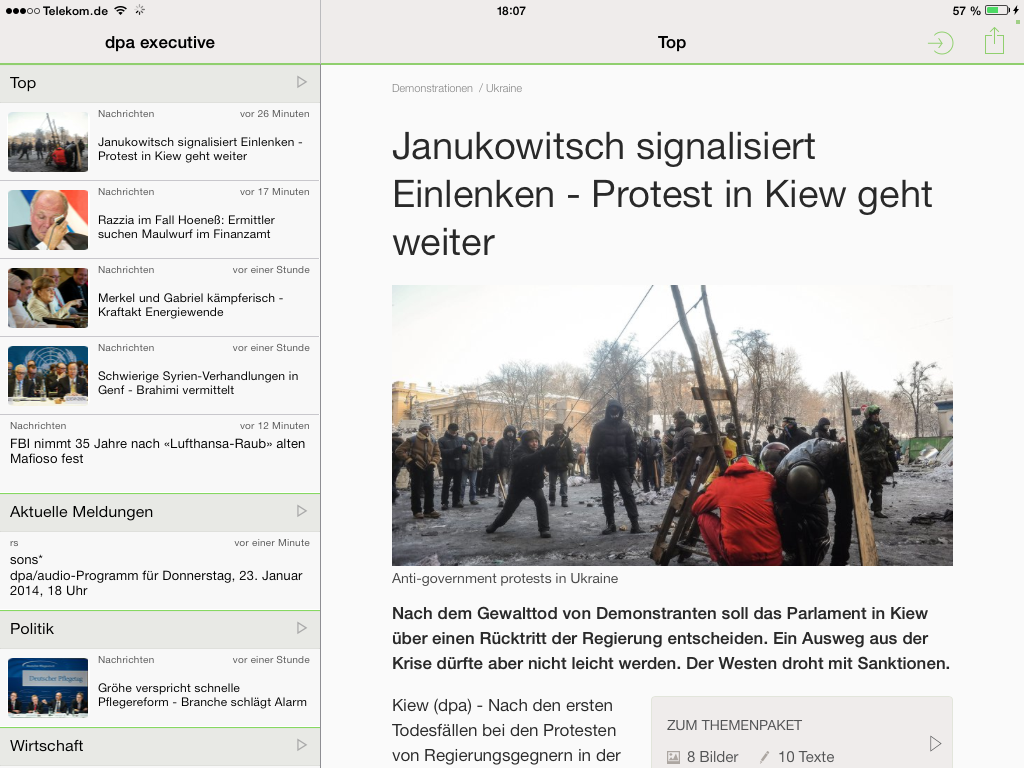 Telekom.de
18:07
57 %
dpa executive
Top
Top
Nachrichten
vor 26 Minuten
Janukowitsch signalisiert Einlenken -
Protest in Kiew geht weiter
Nachrichten
vor 17 Minuten
Razzia im Fall Hoeneß: Ermittler
suchen Maulwurf im Finanzamt
Nachrichten
vor einer Stunde
Merkel und Gabriel kämpferisch -
Kraftakt Energiewende
Nachrichten
vor einer Stunde
Schwierige Syrien-Verhandlungen in
Genf - Brahimi vermittelt
Nachrichten
vor 12 Minuten
FBI nimmt 35 Jahre nach «Lufthansa-Raub» alten
Mafioso fest
Aktuelle Meldungen
rs
vor einer Minute
sons*
dpa/audio-Programm für Donnerstag, 23. Januar
2014, 18 Uhr
Politik
Nachrichten
vor einer Stunde
Deutscher Pflegetag
Gröhe verspricht schnelle
Pflegereform - Branche schlägt Alarm
Wirtschaft
Demonstrationen / Ukraine
Janukowitsch signalisiert
Einlenken - Protest in Kiew geht
weiter
Anti-government protests in Ukraine
Nach dem Gewalttod von Demonstranten soll das Parlament in Kiew
über einen Rücktritt der Regierung entscheiden. Ein Ausweg aus der
Krise dürfte aber nicht leicht werden. Der Westen droht mit Sanktionen.
Kiew (dpa) - Nach den ersten
Todesfällen bei den Protesten
von Regierungsgegnern in der
ZUM THEMENPAKET
8 Bilder
10 Texte